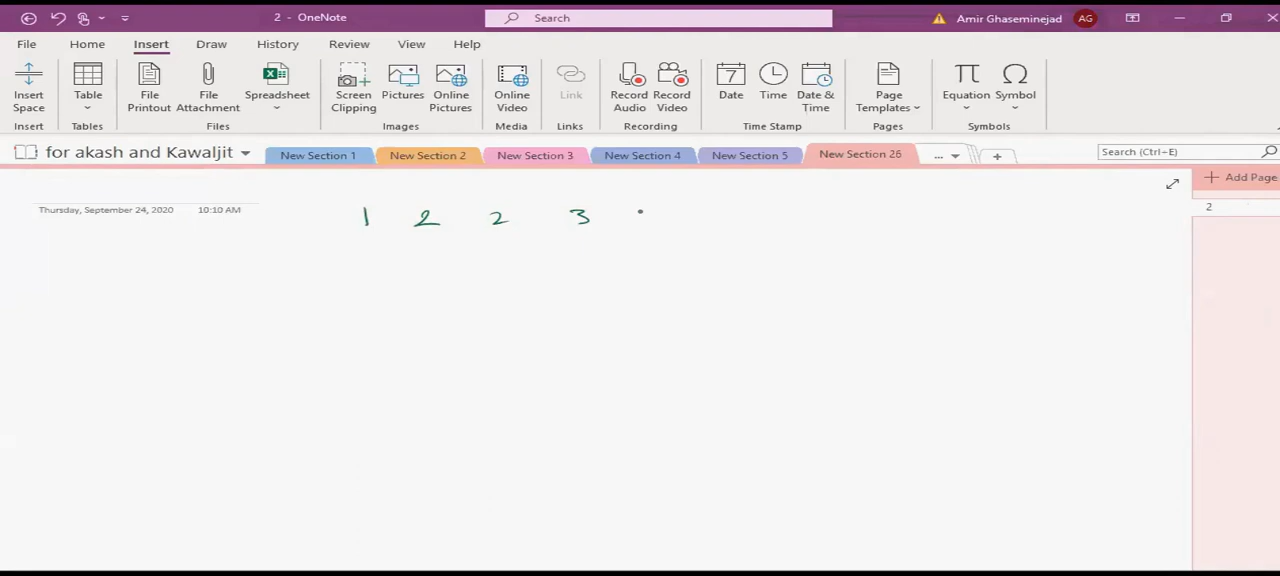 2 - OneNote
Search
Amir Ghaseminejad AG
File Home Insert Draw History Review View Help
Insert Space
Table
File Printout
File Attachment
Spreadsheet
Screen Clipping
Pictures
Online Pictures
Online Video
Link
Record Audio
Record Video
Date
Time
Date & Time
Page Templates
π Equation
Ω Symbol
Insert Tables Files Images Media Links Recording Time Stamp Pages Symbols
for akash and Kawaljit New Section 1 New Section 2 New Section 3 New Section 4 New Section 5 New Section 26 ... + Search (Ctrl+E)
+ Add Page
Thursday, September 24, 2020 10:10 AM
2
1 2 2 3